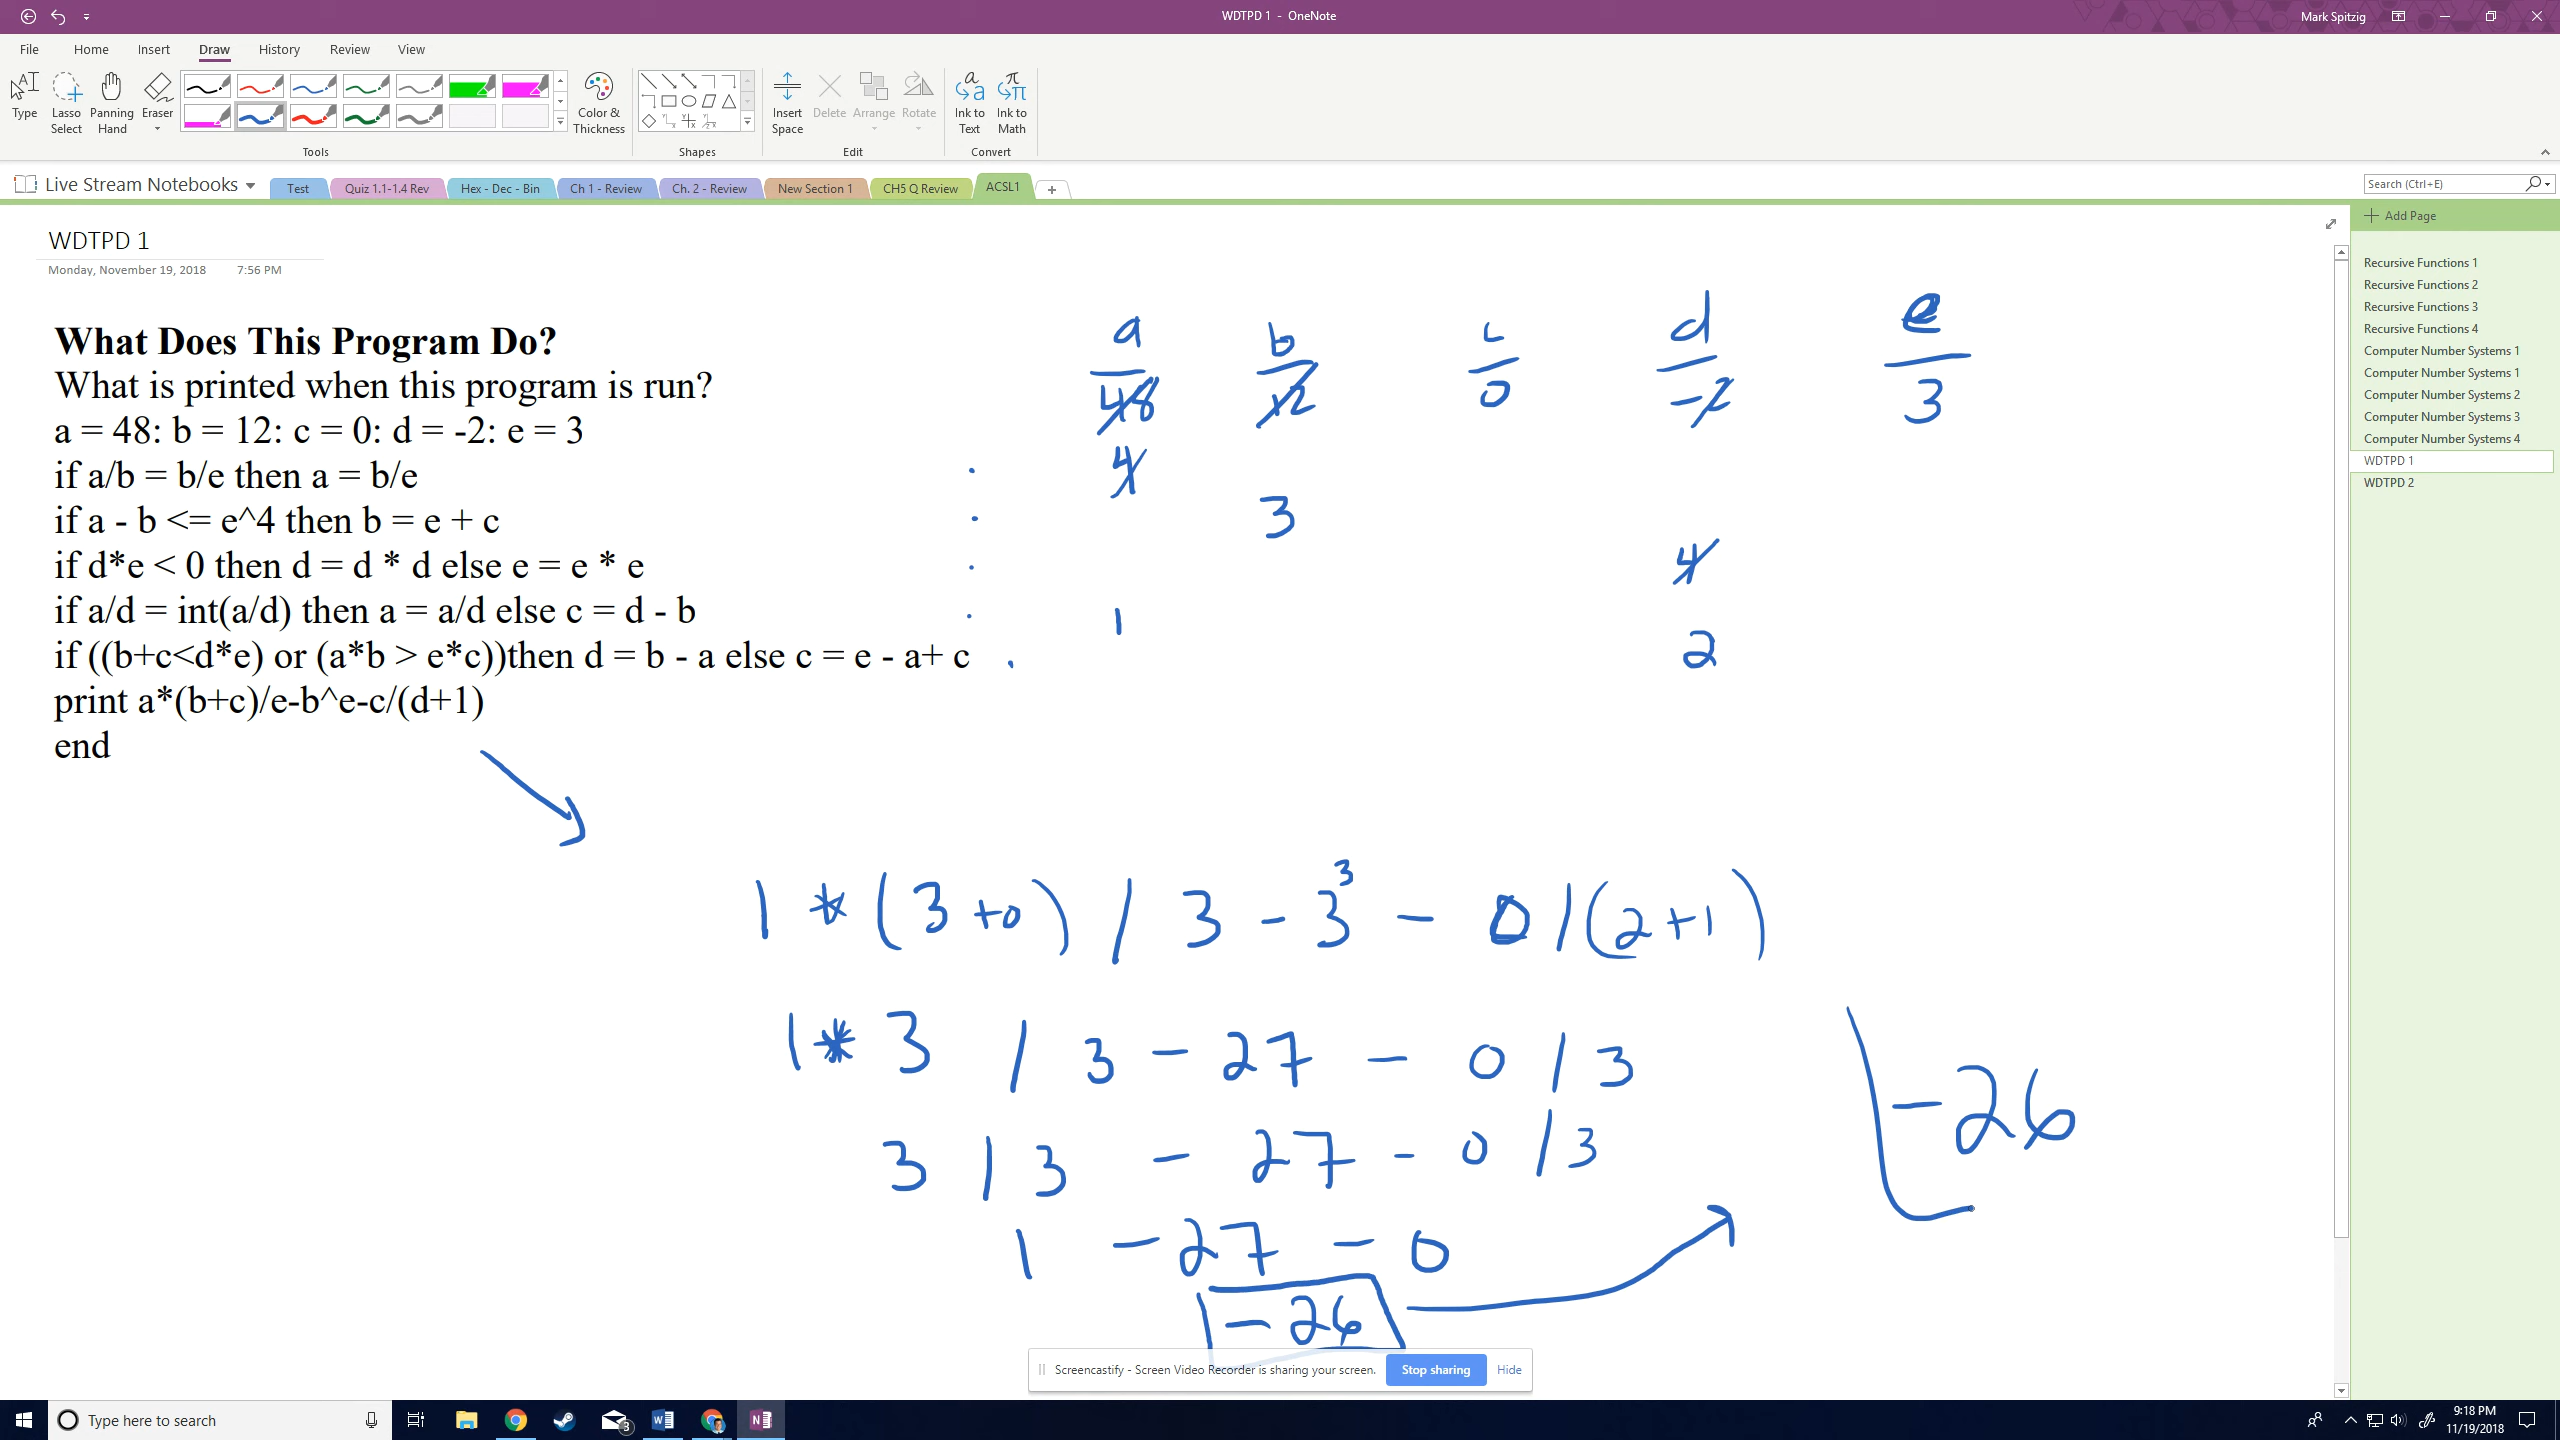 WDTPD 1 - OneNote
Mark Spitzig
File Home Insert Draw History Review View
Type Lasso Select Panning Hand Eraser Color & Thickness Insert Space Delete Arrange Rotate Ink to Text Ink to Math
Tools Shapes Edit Convert
Live Stream Notebooks Test Quiz 1.1-1.4 Rev Hex - Dec - Bin Ch 1 - Review Ch. 2 - Review New Section 1 CH5 Q Review ACSL1 +
Search (Ctrl+E)
Add Page
Recursive Functions 1
Recursive Functions 2
Recursive Functions 3
Recursive Functions 4
Computer Number Systems 1
Computer Number Systems 1
Computer Number Systems 2
Computer Number Systems 3
Computer Number Systems 4
WDTPD 1
WDTPD 2
WDTPD 1
Monday, November 19, 2018 7:56 PM
What Does This Program Do?
What is printed when this program is run?
a = 48: b = 12: c = 0: d = -2: e = 3
if a/b = b/e then a = b/e
if a - b <= e^4 then b = e + c
if d*e < 0 then d = d * d else e = e * e
if a/d = int(a/d) then a = a/d else c = d - b
if ((b+c<d*e) or (a*b > e*c))then d = b - a else c = e - a+ c
print a*(b+c)/e-b^e-c/(d+1)
end
a b c d e
48 12 0 -2 3
4
3
4
1
2
1 * (3 +0) / 3 - 3^3 - 0 / (2+1)
1 * 3 / 3 - 27 - 0 / 3
3 / 3 - 27 - 0 / 3
1 - 27 - 0
-26
-26
Screencastify - Screen Video Recorder is sharing your screen. Stop sharing Hide
Type here to search
3
9:18 PM
11/19/2018